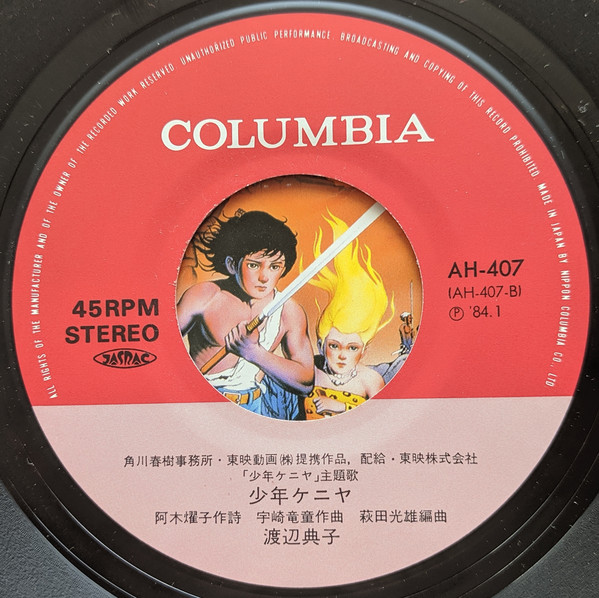 ALL RIGHTS OF THE MANUFACTURER AND OF THE OWNER OF THE RECORDED WORK RESERVED. UNAUTHORIZED PUBLIC PERFORMANCE. BROADCASTING AND COPYING OF THIS RECORD PROHIBITED. MADE IN JAPAN BY NIPPON COLUMBIA CO., LTD
COLUMBIA
45RPM
STEREO
JASRAC
AH-407
(AH-407-B)
Ⓟ '84.1
角川春樹事務所・東映動画㈱提携作品, 配給・東映株式会社
「少年ケニヤ」主題歌
少年ケニヤ
阿木燿子作詩 宇崎竜童作曲 萩田光雄編曲
渡辺典子